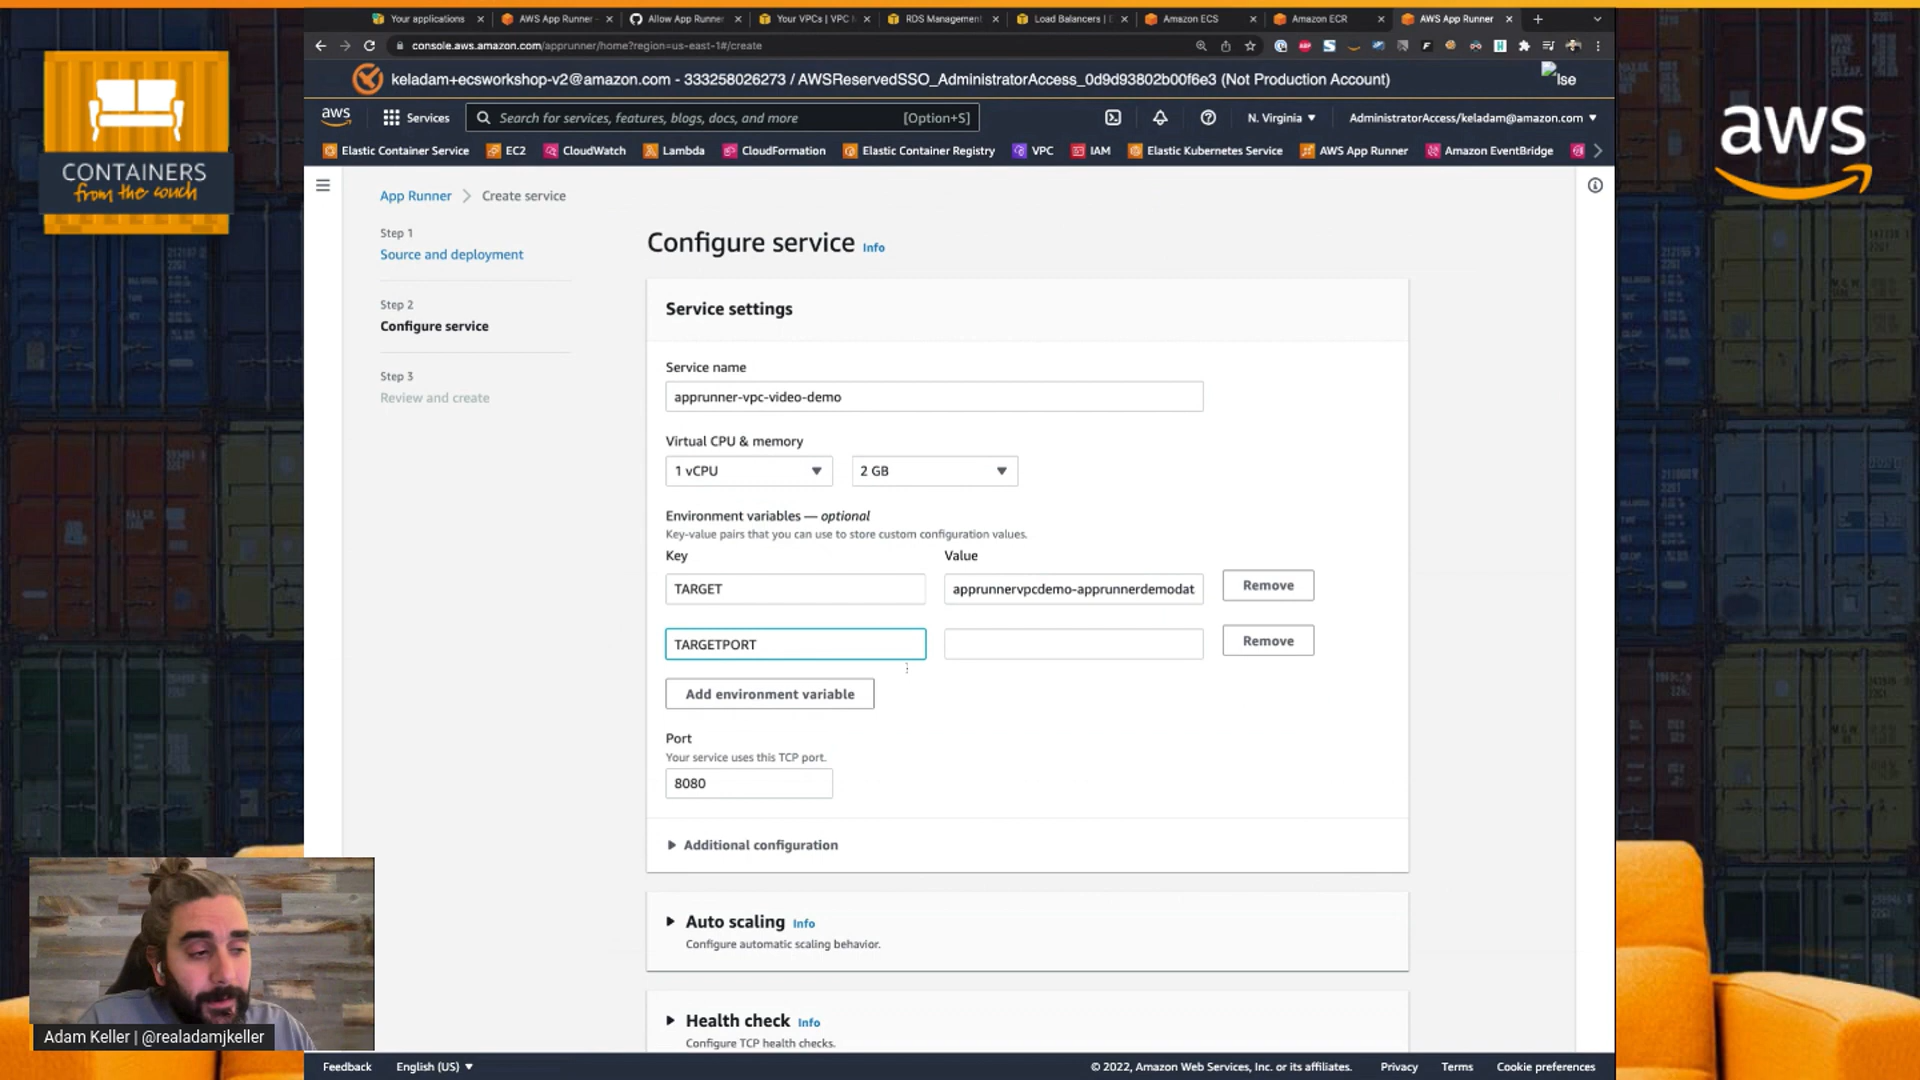 Your applications
AWS App Runner -
Allow App Runner
Your VPCs | VPC
RDS Management
Load Balancers | E
Amazon ECS
Amazon ECR
AWS App Runner
console.aws.amazon.com/apprunner/home?region=us-east-1#/create
keladam+ecsworkshop-v2@amazon.com - 333258026273 / AWSReservedSSO_AdministratorAccess_0d9d93802b00f6e3 (Not Production Account)
Ise
aws
Services
Search for services, features, blogs, docs, and more
[Option+S]
N. Virginia
AdministratorAccess/keladam@amazon.com
Elastic Container Service
EC2
CloudWatch
Lambda
CloudFormation
Elastic Container Registry
VPC
IAM
Elastic Kubernetes Service
AWS App Runner
Amazon EventBridge
CONTAINERS
from the couch
aws
App Runner
Create service
Step 1
Source and deployment
Step 2
Configure service
Step 3
Review and create
Configure service Info
Service settings
Service name
apprunner-vpc-video-demo
Virtual CPU & memory
1 vCPU
2 GB
Environment variables — optional
Key-value pairs that you can use to store custom configuration values.
Key
Value
TARGET
apprunnervpcdemo-apprunnerdemodat
Remove
TARGETPORT
Remove
Add environment variable
Port
Your service uses this TCP port.
8080
Additional configuration
Auto scaling Info
Configure automatic scaling behavior.
Health check Info
Configure TCP health checks.
Adam Keller | @realadamjkeller
Feedback
English (US)
© 2022, Amazon Web Services, Inc. or its affiliates.
Privacy
Terms
Cookie preferences